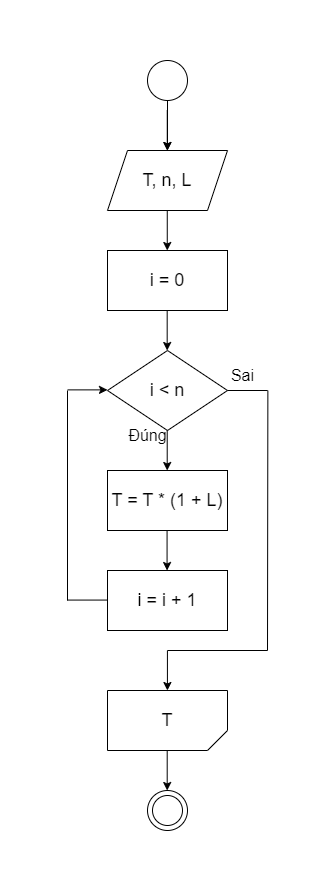 T, n, L
i = 0
i < n
Sai
Đúng
T = T * (1 + L)
i = i + 1
T